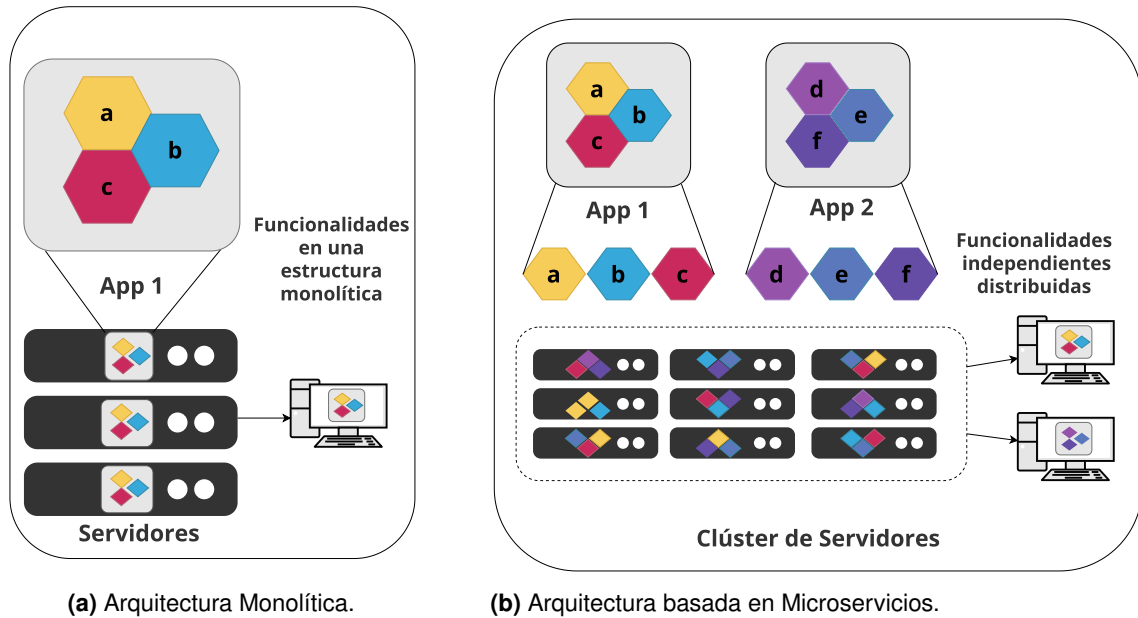 a
b
c
App 1
Funcionalidades
en una
estructura
monolítica
Servidores
(a) Arquitectura Monolítica.
a
b
c
App 1
d
e
f
App 2
a b c
d e f
Funcionalidades
independientes
distribuidas
Clúster de Servidores
(b) Arquitectura basada en Microservicios.